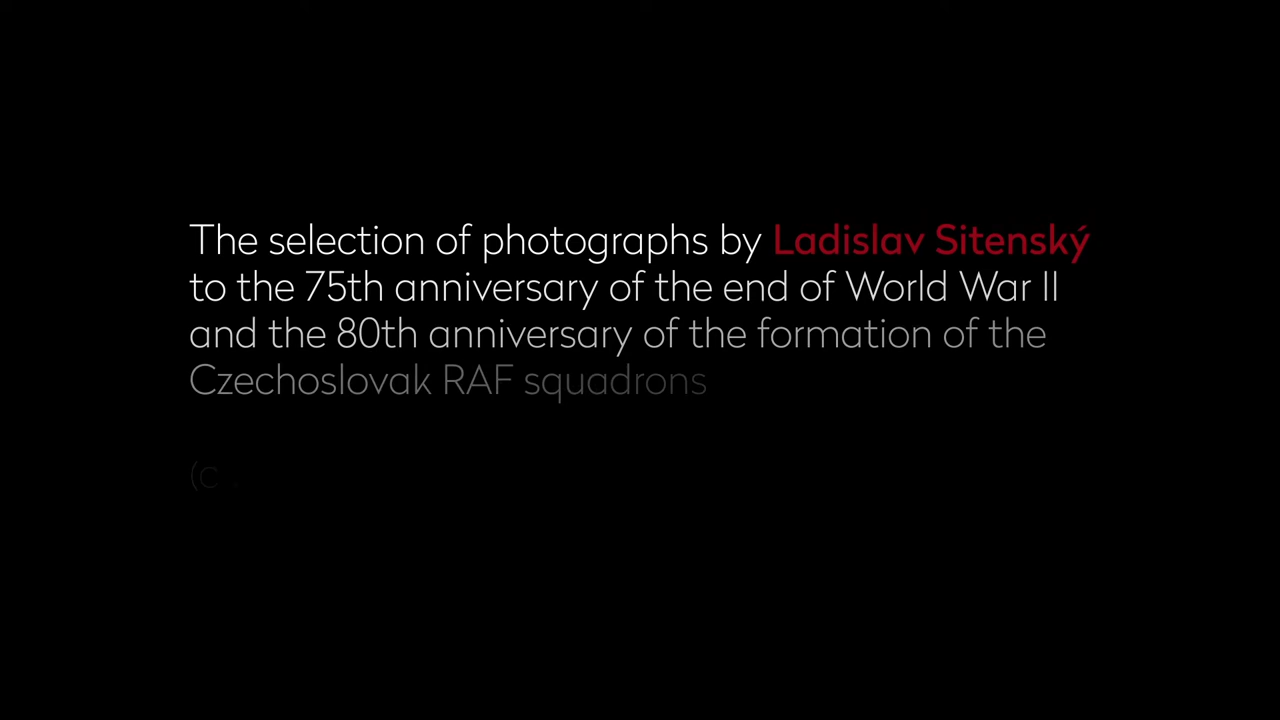 The selection of photographs by Ladislav Sitenský
to the 75th anniversary of the end of World War II
and the 80th anniversary of the formation of the
Czechoslovak RAF squadrons